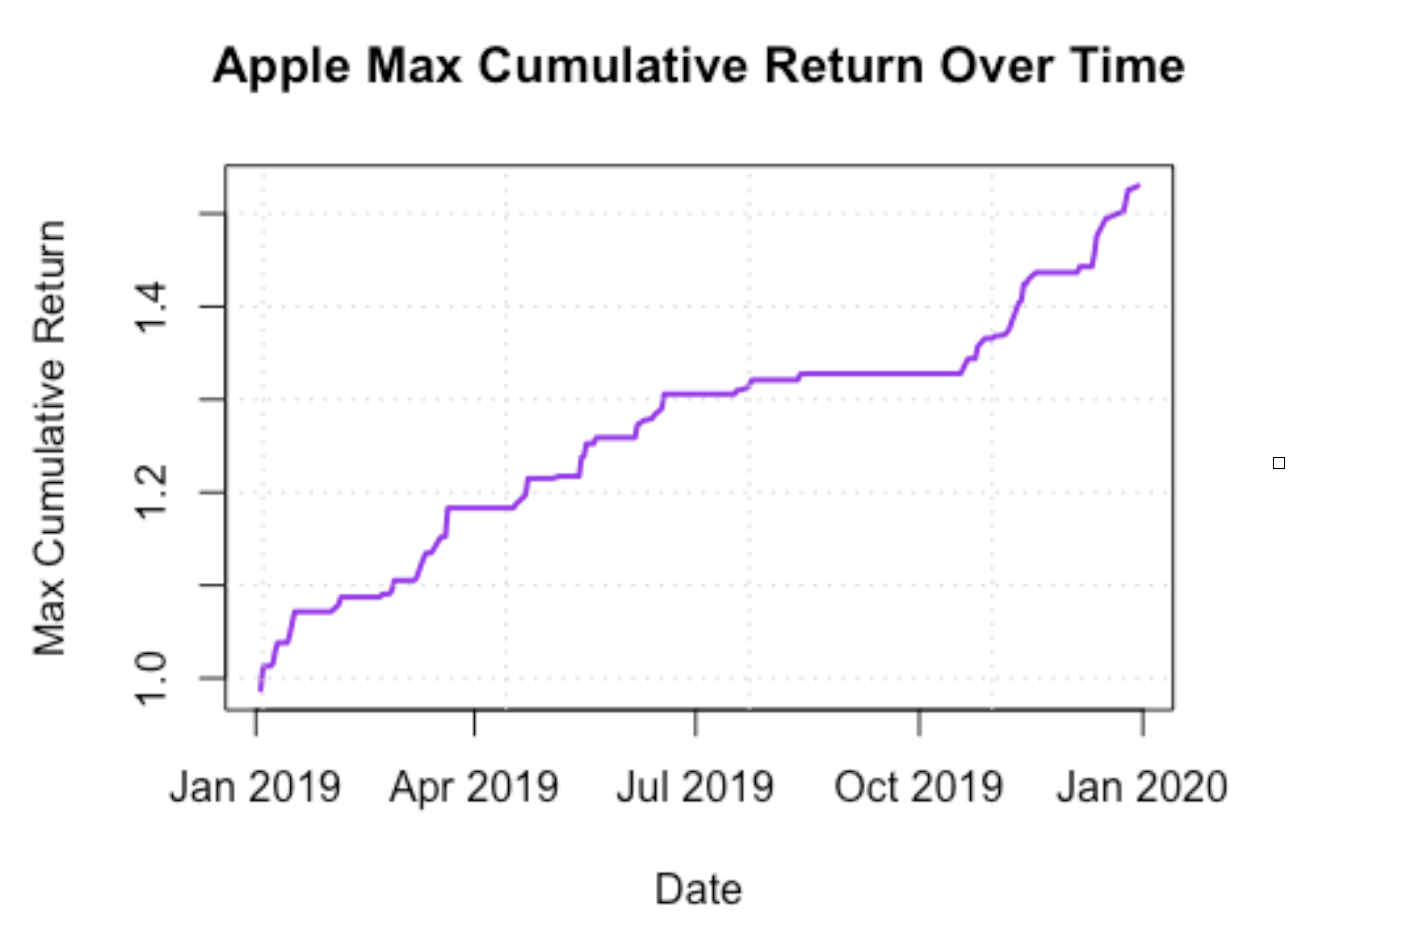 Apple Max Cumulative Return Over Time
Max Cumulative Return
1.4
1.2
1.0
Jan 2019 Apr 2019 Jul 2019 Oct 2019 Jan 2020
Date